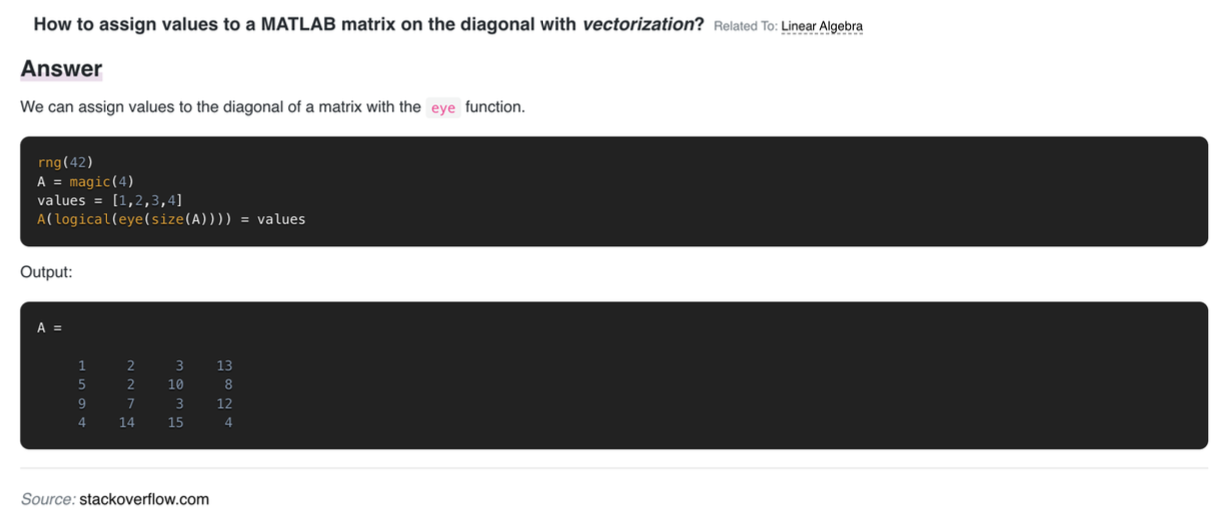 How to assign values to a MATLAB matrix on the diagonal with vectorization? Related To: Linear Algebra
Answer
We can assign values to the diagonal of a matrix with the eye function.
rng(42)
A = magic(4)
values = [1,2,3,4]
A(logical(eye(size(A)))) = values
Output:
A =
1 2 3 13
5 2 10 8
9 7 3 12
4 14 15 4
Source: stackoverflow.com